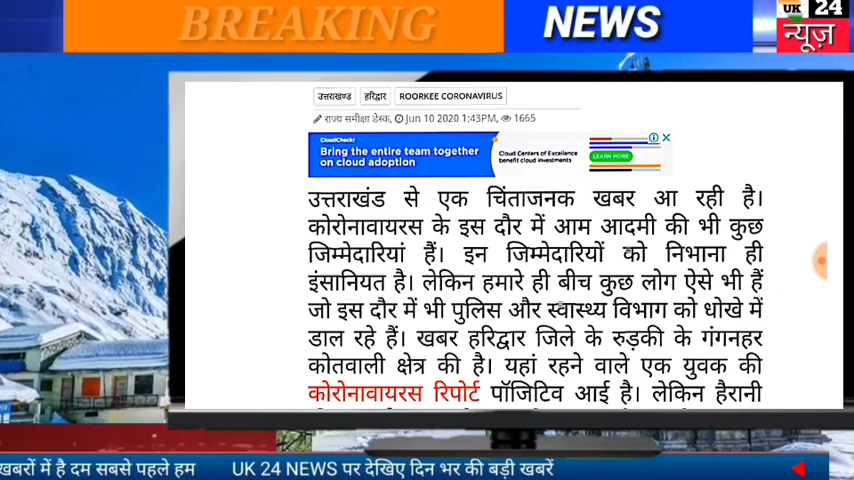 BREAKING
NEWS
UK 24
न्यूज़
उत्तराखण्ड हरिद्वार ROORKEE CORONAVIRUS
राज्य समीक्षा डेस्क, Jun 10 2020 1:43PM, 1665
CloudCheckr
Bring the entire team together
on cloud adoption
Cloud Centers of Excellence
benefit cloud investments
LEARN MORE
उत्तराखंड से एक चिंताजनक खबर आ रही है।
कोरोनावायरस के इस दौर में आम आदमी की भी कुछ
जिम्मेदारियां हैं। इन जिम्मेदारियों को निभाना ही
इंसानियत है। लेकिन हमारे ही बीच कुछ लोग ऐसे भी हैं
जो इस दौर में भी पुलिस और स्वास्थ्य विभाग को धोखे में
डाल रहे हैं। खबर हरिद्वार जिले के रुड़की के गंगनहर
कोतवाली क्षेत्र की है। यहां रहने वाले एक युवक की
कोरोनावायरस रिपोर्ट पॉजिटिव आई है। लेकिन हैरानी
खबरों में है दम सबसे पहले हम UK 24 NEWS पर देखिए दिन भर की बड़ी खबरें